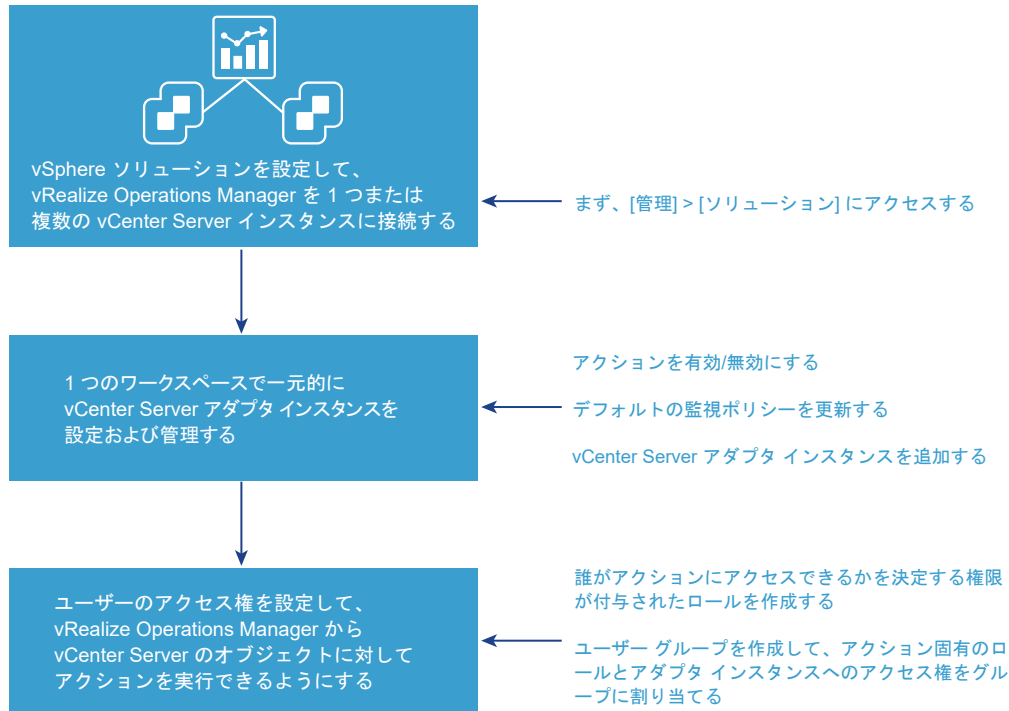 vSphere ソリューションを設定して、
vRealize Operations Manager を 1 つまたは
複数の vCenter Server インスタンスに接続する
まず、[管理] > [ソリューション] にアクセスする
1 つのワークスペースで一元的に
vCenter Server アダプタ インスタンスを
設定および管理する
アクションを有効/無効にする
デフォルトの監視ポリシーを更新する
vCenter Server アダプタ インスタンスを追加する
ユーザーのアクセス権を設定して、
vRealize Operations Manager から
vCenter Server のオブジェクトに対して
アクションを実行できるようにする
誰がアクションにアクセスできるかを決定する権限
が付与されたロールを作成する
ユーザー グループを作成して、アクション固有のロ
ールとアダプタ インスタンスへのアクセス権をグル
ープに割り当てる